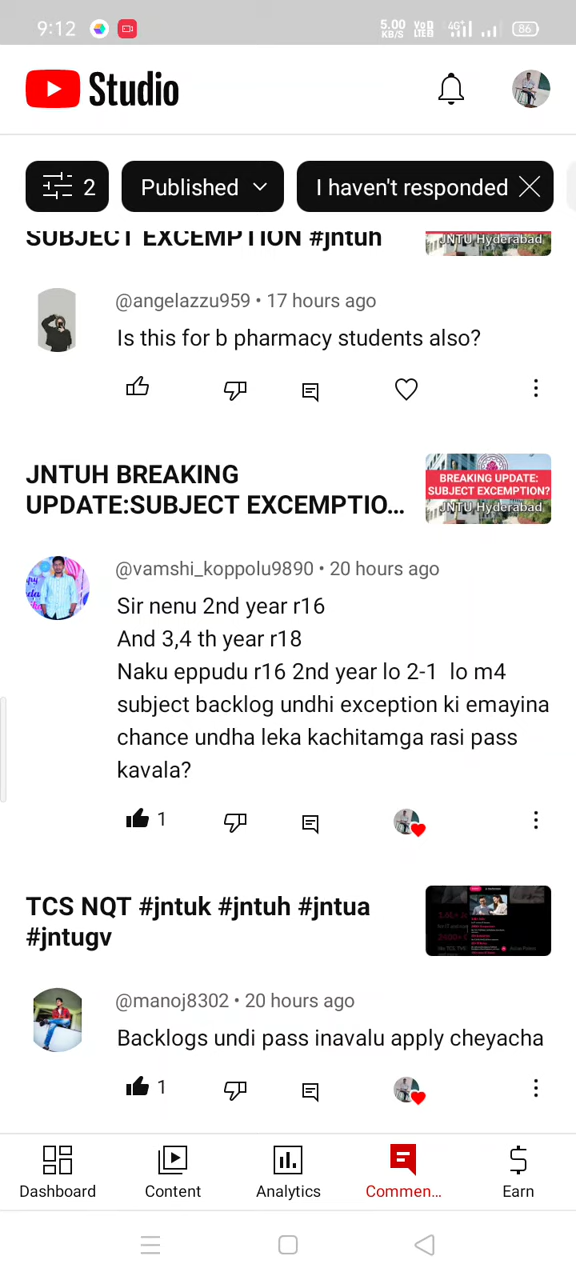 9:12
5.00 KB/S VoD LTE 4G+ 86
Studio
2
Published
I haven't responded
SUBJECT EXCEMPTION #jntuh
JNTU Hyderabad
@angelazzu959 • 17 hours ago
Is this for b pharmacy students also?
JNTUH BREAKING
UPDATE:SUBJECT EXCEMPTIO...
BREAKING UPDATE:
SUBJECT EXCEMPTION?
JNTU Hyderabad
@vamshi_koppolu9890 • 20 hours ago
Sir nenu 2nd year r16
And 3,4 th year r18
Naku eppudu r16 2nd year lo 2-1 lo m4
subject backlog undhi exception ki emayina
chance undha leka kachitamga rasi pass
kavala?
1
TCS NQT #jntuk #jntuh #jntua
#jntugv
@manoj8302 • 20 hours ago
Backlogs undi pass inavalu apply cheyacha
1
Dashboard
Content
Analytics
Commen...
Earn